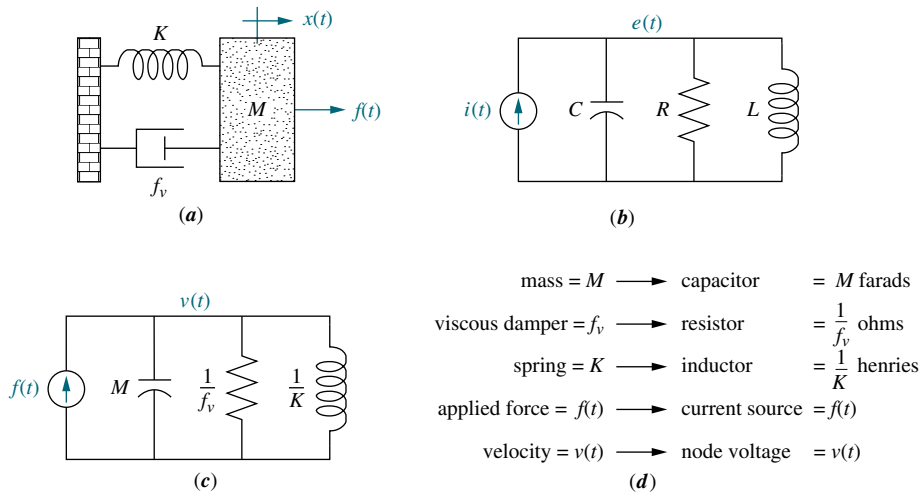 x(t)
K
M
f(t)
f_v
(a)
e(t)
i(t)
C
R
L
(b)
v(t)
f(t)
M
1/f_v
1/K
(c)
mass = M → capacitor = M farads
viscous damper = f_v → resistor = 1/f_v ohms
spring = K → inductor = 1/K henries
applied force = f(t) → current source = f(t)
velocity = v(t) → node voltage = v(t)
(d)